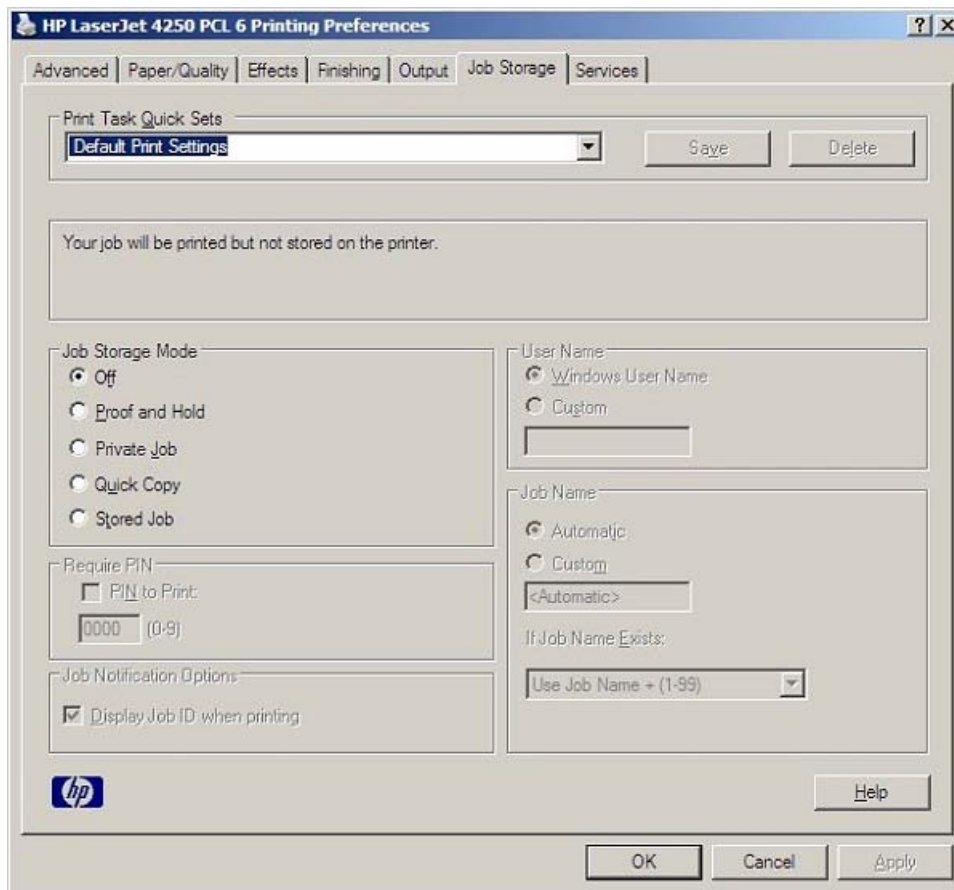 HP LaserJet 4250 PCL 6 Printing Preferences
Advanced Paper/Quality Effects Finishing Output Job Storage Services
Print Task Quick Sets
Default Print Settings Save Delete
Your job will be printed but not stored on the printer.
Job Storage Mode
Off
Proof and Hold
Private Job
Quick Copy
Stored Job
Require PIN
PIN to Print:
0000 (0-9)
Job Notification Options
Display Job ID when printing
User Name
Windows User Name
Custom
Job Name
Automatic
Custom
<Automatic>
If Job Name Exists:
Use Job Name + (1-99)
hp
Help
OK Cancel Apply